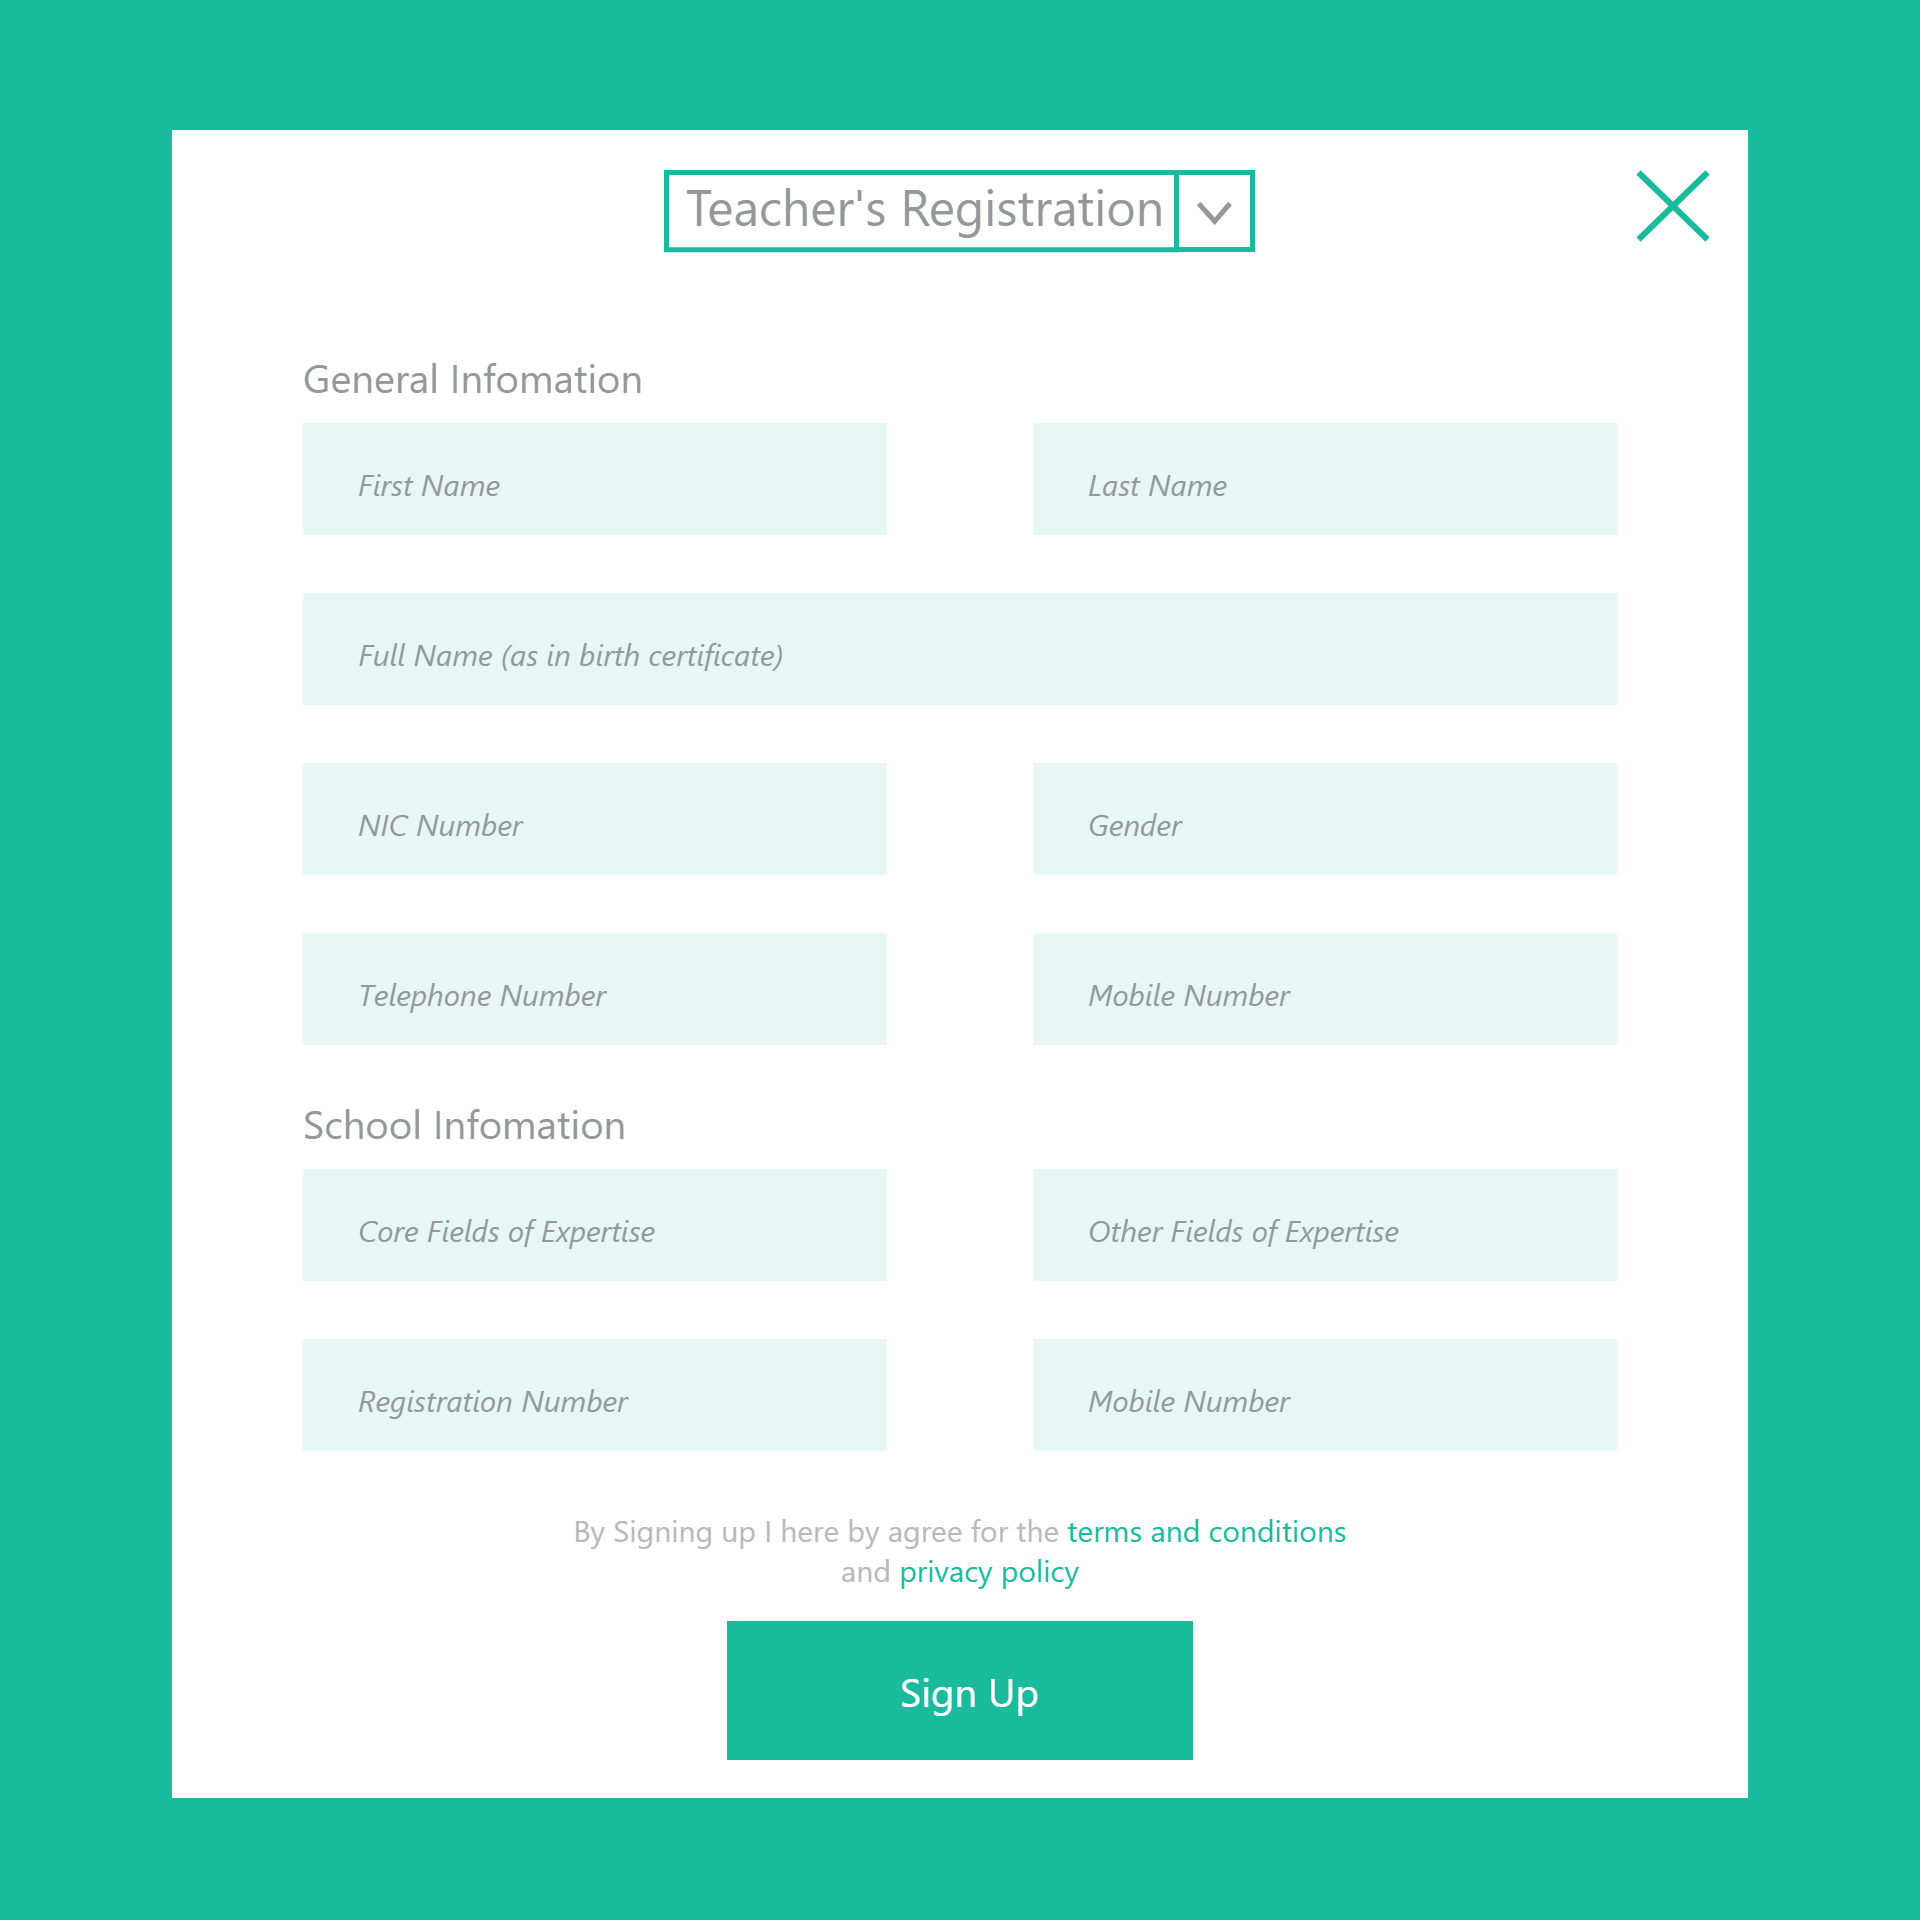 Teacher's Registration
General Infomation
First Name
Last Name
Full Name (as in birth certificate)
NIC Number
Gender
Telephone Number
Mobile Number
School Infomation
Core Fields of Expertise
Other Fields of Expertise
Registration Number
Mobile Number
By Signing up I here by agree for the terms and conditions
and privacy policy
Sign Up